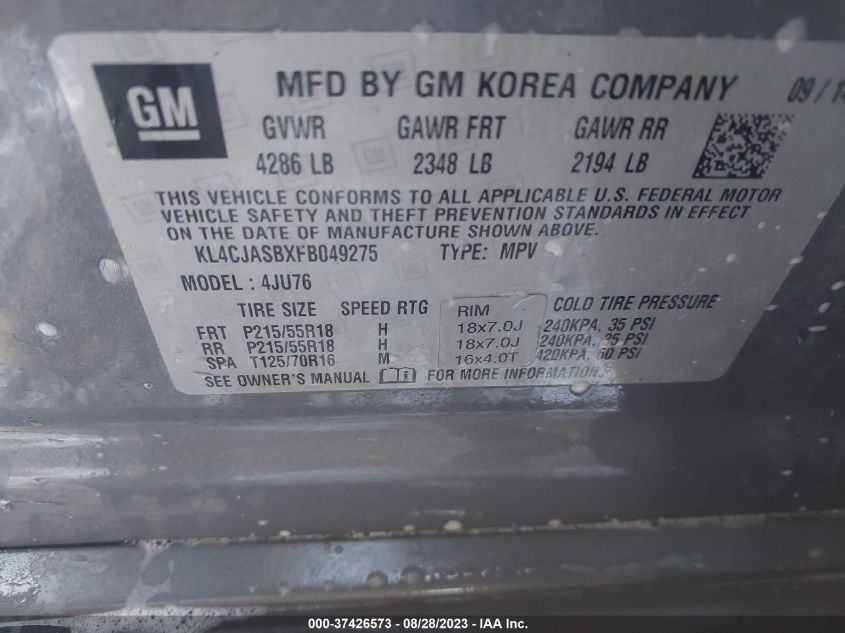 GM
MFD BY GM KOREA COMPANY 09/1
GVWR GAWR FRT GAWR RR
4286 LB 2348 LB 2194 LB
THIS VEHICLE CONFORMS TO ALL APPLICABLE U.S. FEDERAL MOTOR
VEHICLE SAFETY AND THEFT PREVENTION STANDARDS IN EFFECT
ON THE DATE OF MANUFACTURE SHOWN ABOVE.
KL4CJASBXFB049275 TYPE: MPV
MODEL : 4JU76
TIRE SIZE SPEED RTG RIM COLD TIRE PRESSURE
FRT P215/55R18 H 18x7.0J 240KPA, 35 PSI
RR P215/55R18 H 18x7.0J 240KPA, 35 PSI
SPA T125/70R16 M 16x4.0T 420KPA, 60 PSI
SEE OWNER'S MANUAL FOR MORE INFORMATION.
000-37426573 / 08/28/2023 - IAA Inc.